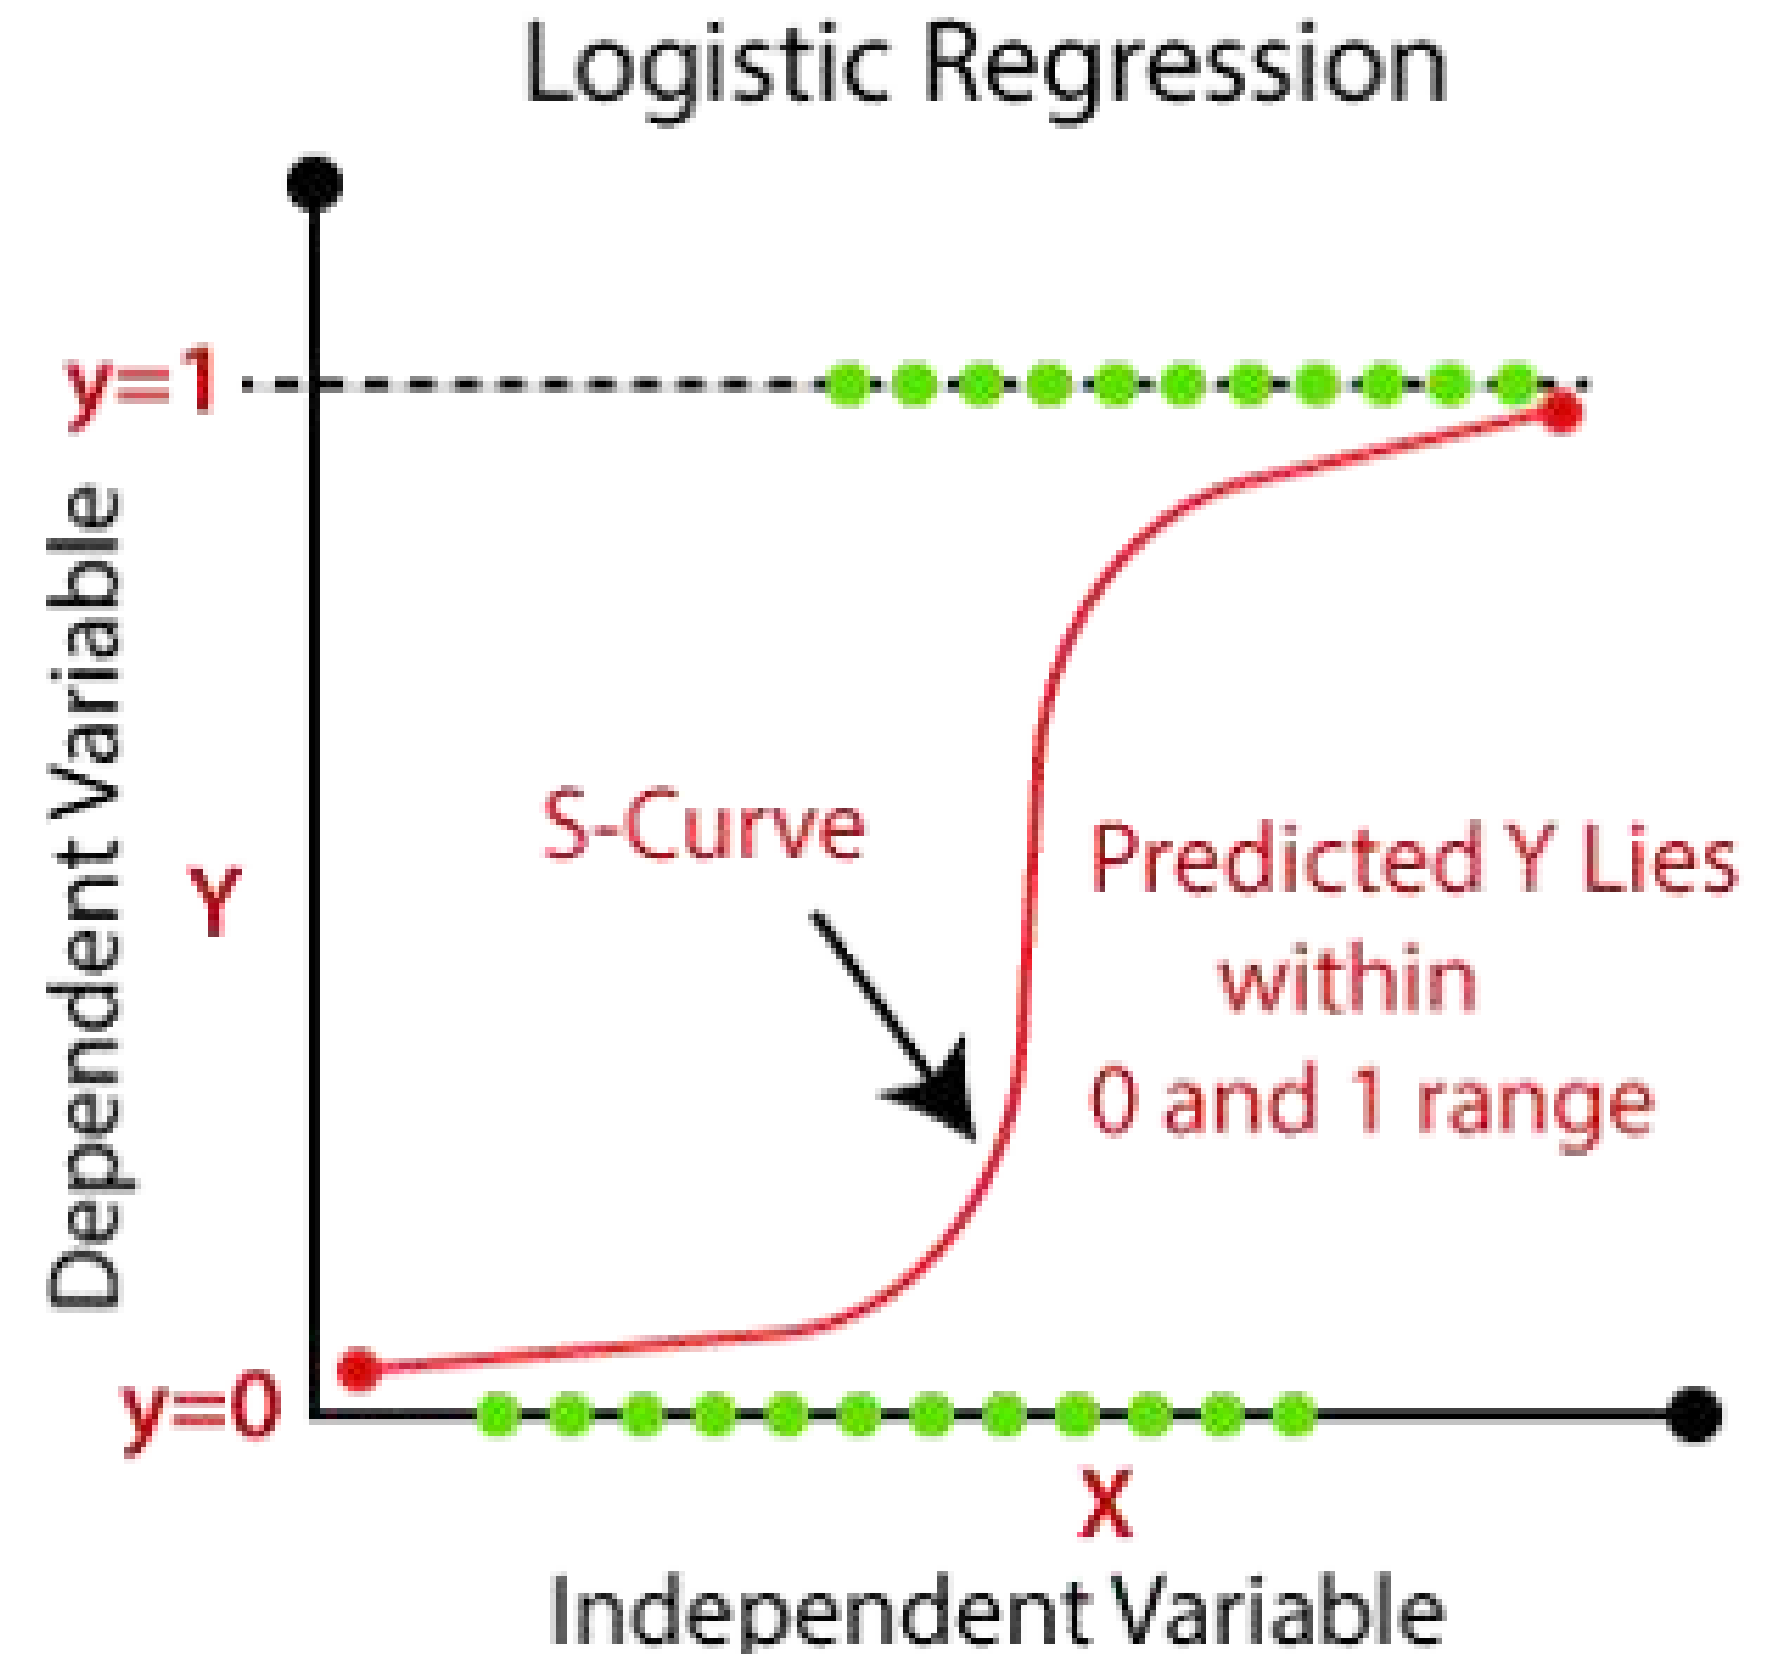 Logistic Regression
y=1
Dependent Variable
Y
S-Curve
Predicted Y Lies
within
0 and 1 range
y=0
X
Independent Variable